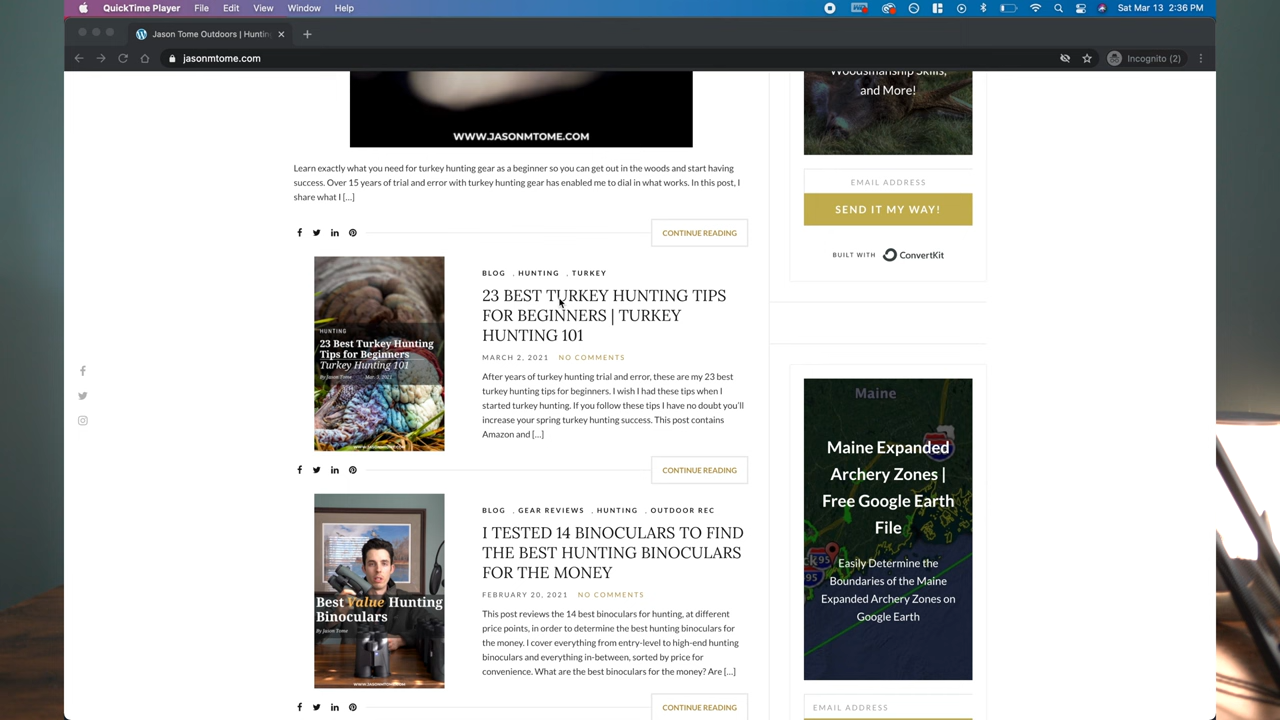 QuickTime Player File Edit View Window Help
Sat Mar 13 2:36 PM
Jason Tome Outdoors | Huntin
jasonmtome.com
Incognito (2)
WWW.JASONMTOME.COM
Learn exactly what you need for turkey hunting gear as a beginner so you can get out in the woods and start having
success. Over 15 years of trial and error with turkey hunting gear has enabled me to dial in what works. In this post, I
share what I [...]
CONTINUE READING
BLOG , HUNTING , TURKEY
23 BEST TURKEY HUNTING TIPS
FOR BEGINNERS | TURKEY
HUNTING 101
MARCH 2, 2021 NO COMMENTS
After years of turkey hunting trial and error, these are my 23 best
turkey hunting tips for beginners. I wish I had these tips when I
started turkey hunting. If you follow these tips I have no doubt you'll
increase your spring turkey hunting success. This post contains
Amazon and [...]
HUNTING
23 Best Turkey Hunting
Tips for Beginners
Turkey Hunting 101
By Jason Tome
CONTINUE READING
BLOG , GEAR REVIEWS , HUNTING , OUTDOOR REC
I TESTED 14 BINOCULARS TO FIND
THE BEST HUNTING BINOCULARS
FOR THE MONEY
FEBRUARY 20, 2021 NO COMMENTS
This post reviews the 14 best binoculars for hunting, at different
price points, in order to determine the best hunting binoculars for
the money. I cover everything from entry-level to high-end hunting
binoculars and everything in-between, sorted by price for
convenience. What are the best binoculars for the money? Are [...]
Best Value Hunting
Binoculars
By Jason Tome
WWW.JASONMTOME.COM
CONTINUE READING
Woodsmanship Skills,
and More!
EMAIL ADDRESS
SEND IT MY WAY!
BUILT WITH ConvertKit
Maine
Maine Expanded
Archery Zones |
Free Google Earth
File
Easily Determine the
Boundaries of the Maine
Expanded Archery Zones on
Google Earth
EMAIL ADDRESS